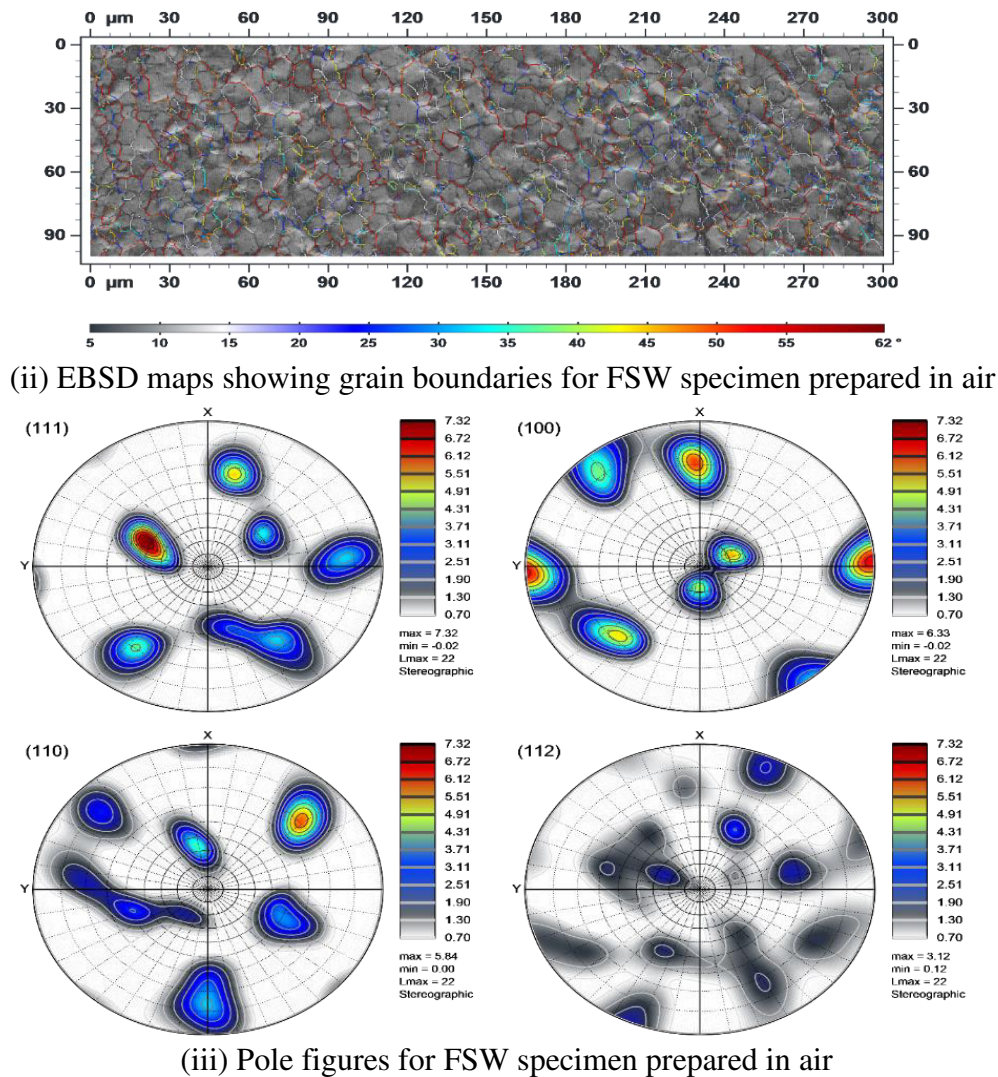 0 µm 30 60 90 120 150 180 210 240 270 300
0 0
30 30
60 60
90 90
0 µm 30 60 90 120 150 180 210 240 270 300
5 10 15 20 25 30 35 40 45 50 55 62 °
(ii) EBSD maps showing grain boundaries for FSW specimen prepared in air
(111)
X
Y
7.32
6.72
6.12
5.51
4.91
4.31
3.71
3.11
2.51
1.90
1.30
0.70
max = 7.32
min = -0.02
Lmax = 22
Stereographic
(100)
X
Y
7.32
6.72
6.12
5.51
4.91
4.31
3.71
3.11
2.51
1.90
1.30
0.70
max = 6.33
min = -0.02
Lmax = 22
Stereographic
(110)
X
Y
7.32
6.72
6.12
5.51
4.91
4.31
3.71
3.11
2.51
1.90
1.30
0.70
max = 5.84
min = 0.00
Lmax = 22
Stereographic
(112)
X
Y
7.32
6.72
6.12
5.51
4.91
4.31
3.71
3.11
2.51
1.90
1.30
0.70
max = 3.12
min = 0.12
Lmax = 22
Stereographic
(iii) Pole figures for FSW specimen prepared in air